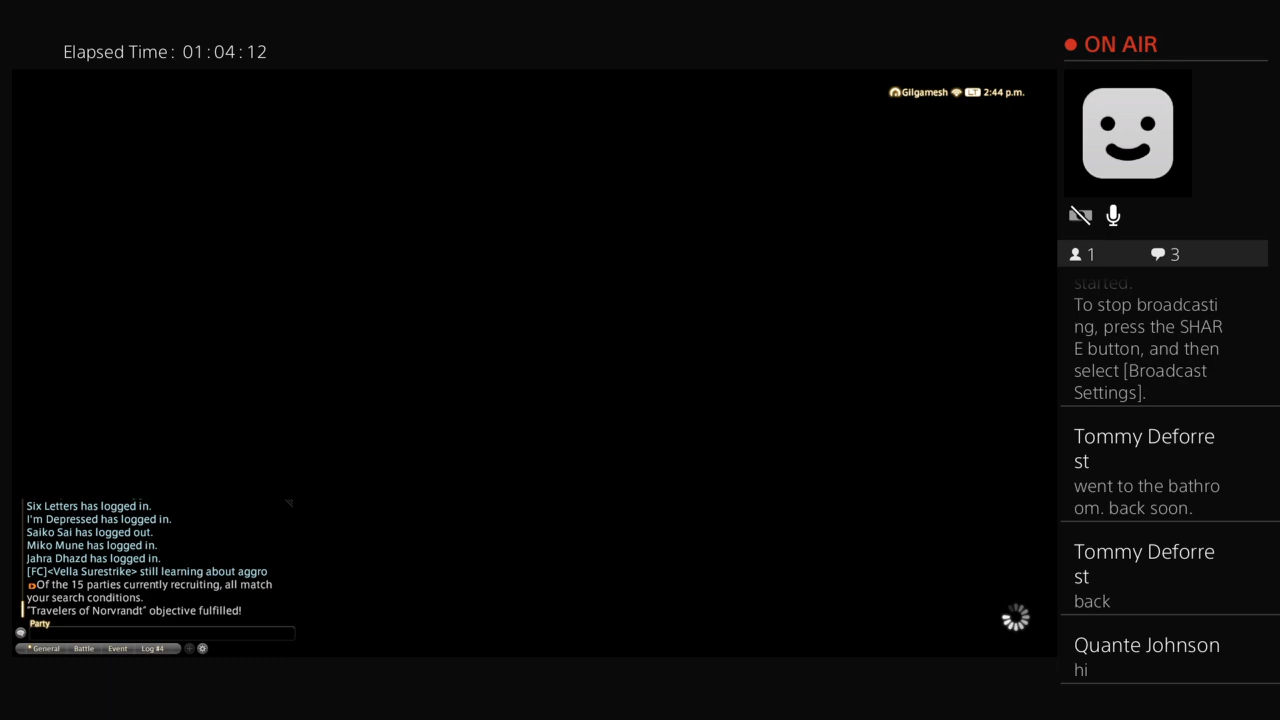 Elapsed Time: 01:04:12
ON AIR
Gilgamesh LT 2:44 p.m.
1 3
started.
To stop broadcasti
ng, press the SHAR
E button, and then
select [Broadcast
Settings].
Tommy Deforre
st
went to the bathro
om. back soon.
Tommy Deforre
st
back
Quante Johnson
hi
Six Letters has logged in.
I'm Depressed has logged in.
Saiko Sai has logged out.
Miko Mune has logged in.
Jahra Dhazd has logged in.
[FC]<Vella Surestrike> still learning about aggro
Of the 15 parties currently recruiting, all match
your search conditions.
"Travelers of Norvrandt" objective fulfilled!
Party
General Battle Event Log #4